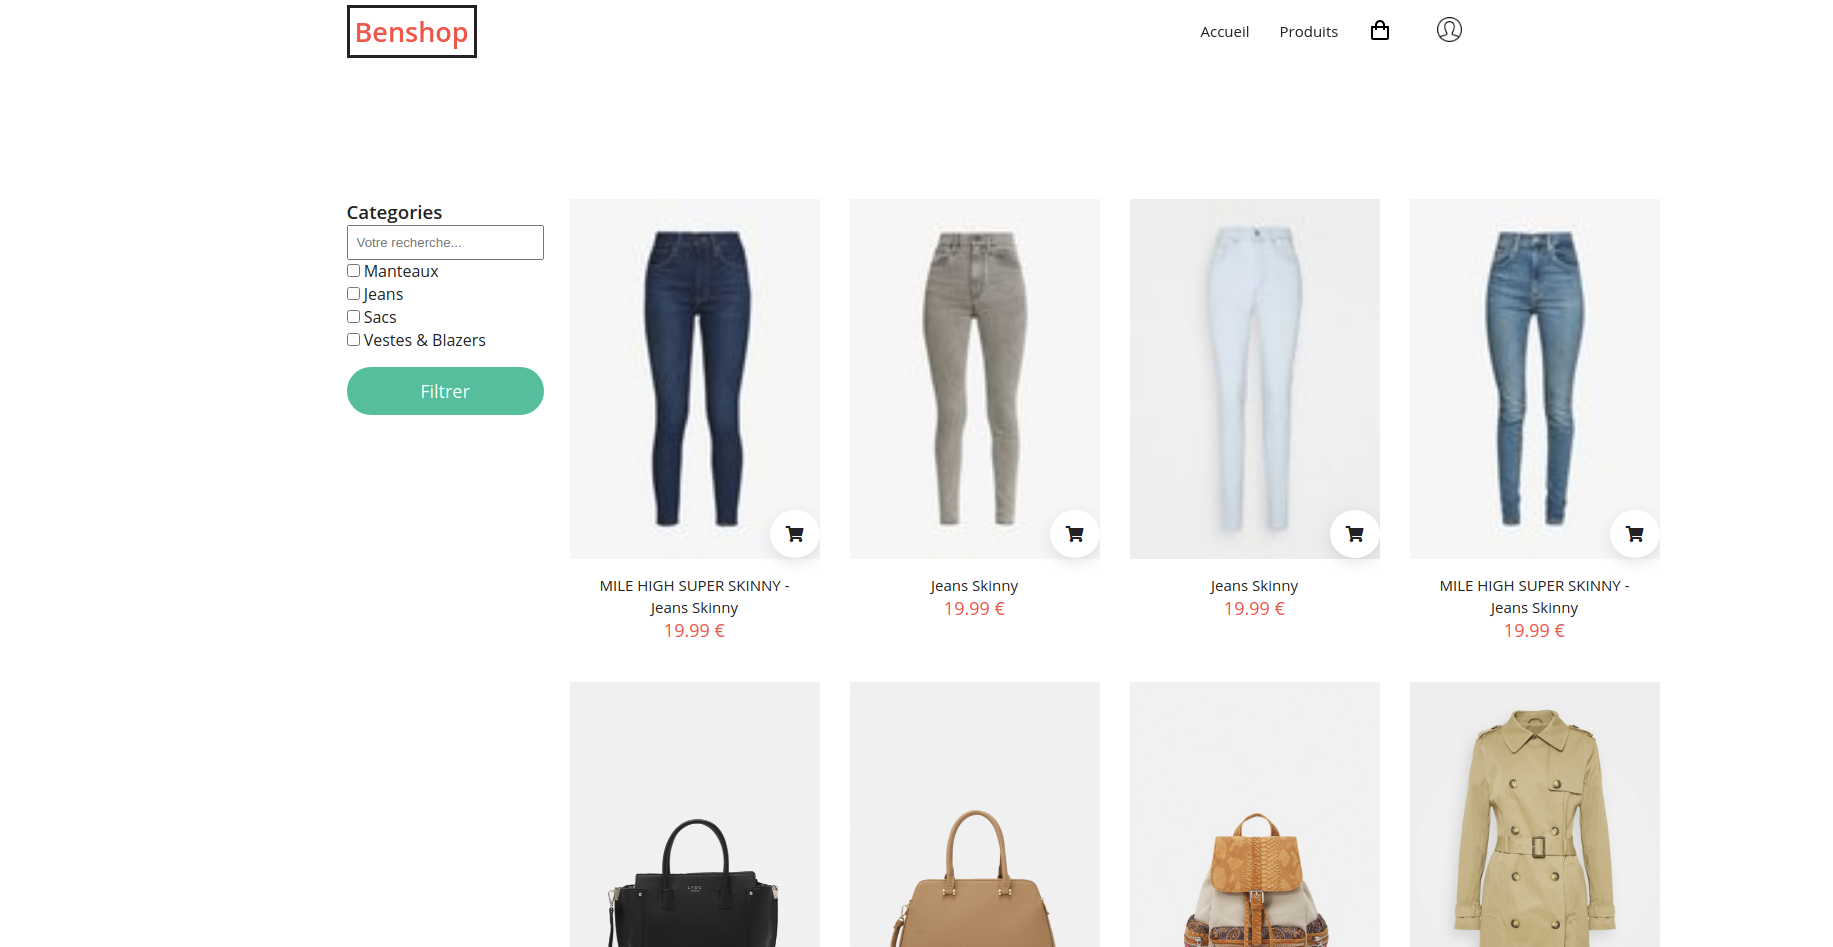 Benshop
Accueil
Produits
Categories
Votre recherche...
Manteaux
Jeans
Sacs
Vestes & Blazers
Filtrer
MILE HIGH SUPER SKINNY -
Jeans Skinny
19.99 €
Jeans Skinny
19.99 €
Jeans Skinny
19.99 €
MILE HIGH SUPER SKINNY -
Jeans Skinny
19.99 €
LYDC